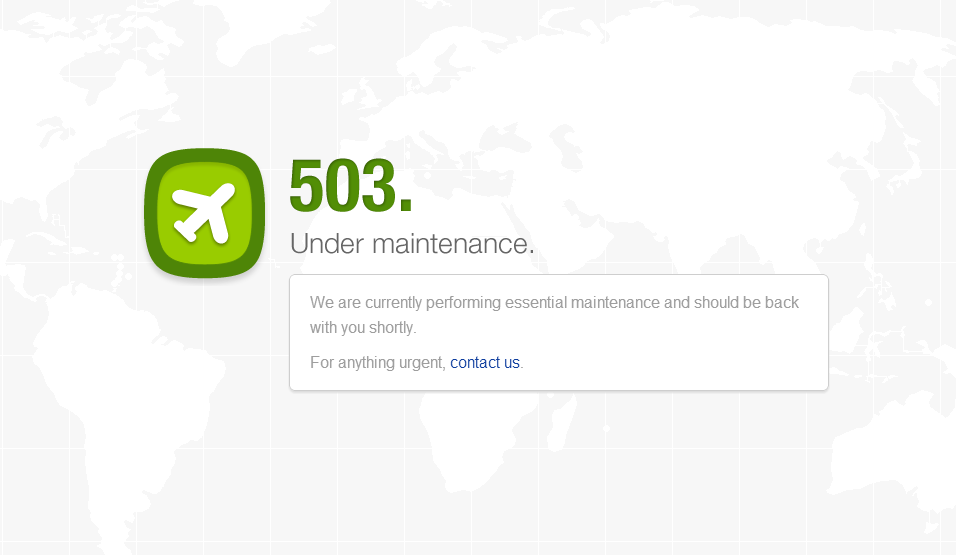 503.
Under maintenance.
We are currently performing essential maintenance and should be back
with you shortly.
For anything urgent, contact us.